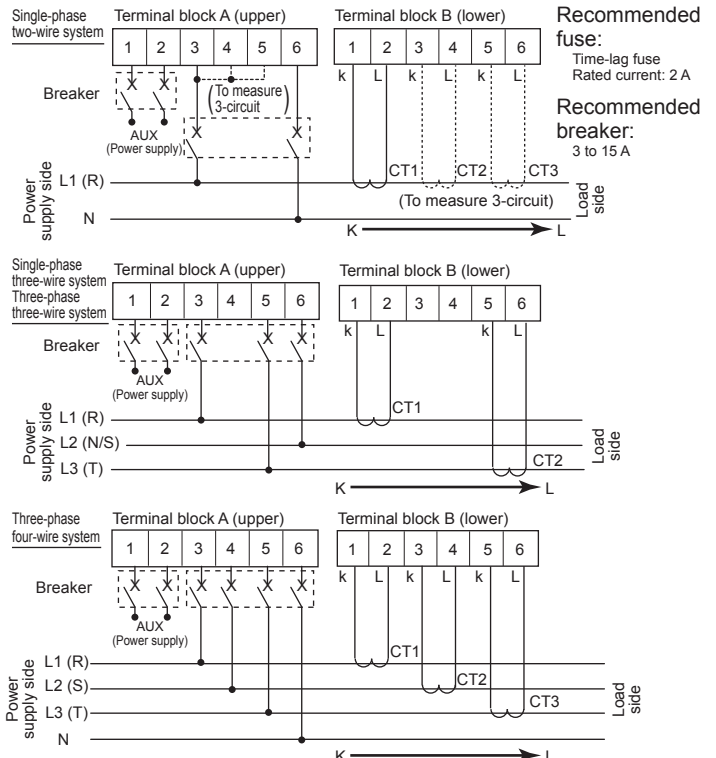 Single-phase
two-wire system
Terminal block A (upper)
1 2 3 4 5 6
Breaker
AUX
(Power supply)
(To measure
3-circuit)
Terminal block B (lower)
1 2 3 4 5 6
k L k L k L
Recommended
fuse:
Time-lag fuse
Rated current: 2 A
Recommended
breaker:
3 to 15 A
Power
supply side
L1 (R)
N
CT1 CT2 CT3
(To measure 3-circuit)
K L
Load
side
Single-phase
three-wire system
Three-phase
three-wire system
Terminal block A (upper)
1 2 3 4 5 6
Breaker
AUX
(Power supply)
Terminal block B (lower)
1 2 3 4 5 6
k L k L
Power
supply side
L1 (R)
L2 (N/S)
L3 (T)
CT1
CT2
K L
Load
side
Three-phase
four-wire system
Terminal block A (upper)
1 2 3 4 5 6
Breaker
AUX
(Power supply)
Terminal block B (lower)
1 2 3 4 5 6
k L k L k L
Power
supply side
L1 (R)
L2 (S)
L3 (T)
N
CT1
CT2
CT3
K L
Load
side